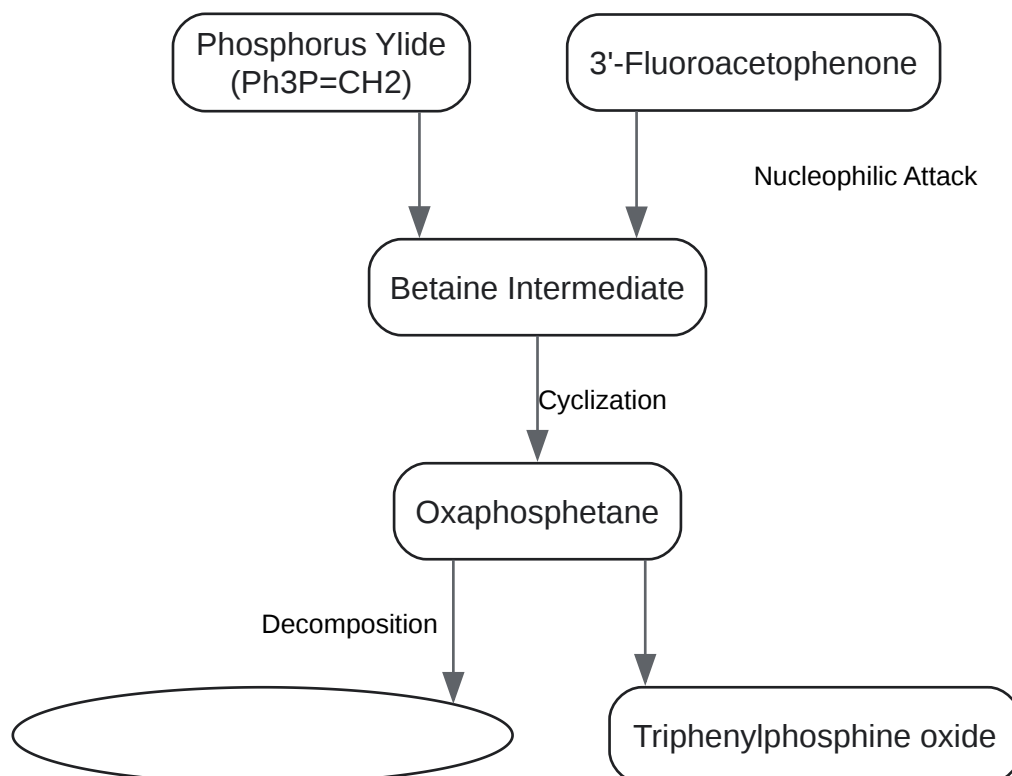 Phosphorus Ylide
(Ph3P=CH2)
3'-Fluoroacetophenone
Nucleophilic Attack
Betaine Intermediate
Cyclization
Oxaphosphetane
Decomposition
Triphenylphosphine oxide